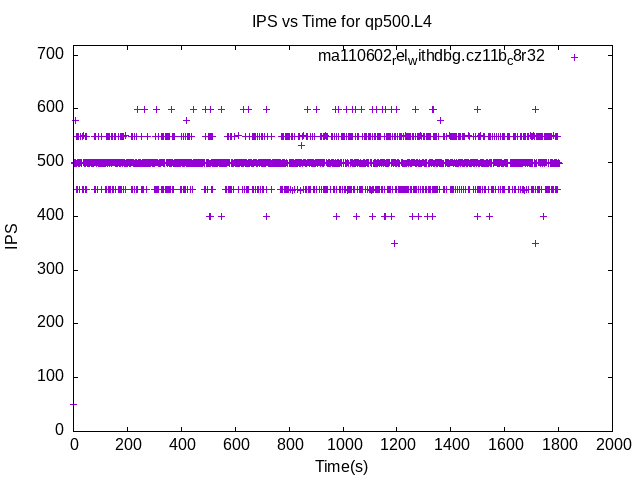 IPS vs Time for qp500.L4
ma110602relwithdbg.cz11bc8r32
700
600
500
400
300
200
100
0
IPS
0 200 400 600 800 1000 1200 1400 1600 1800 2000
Time(s)